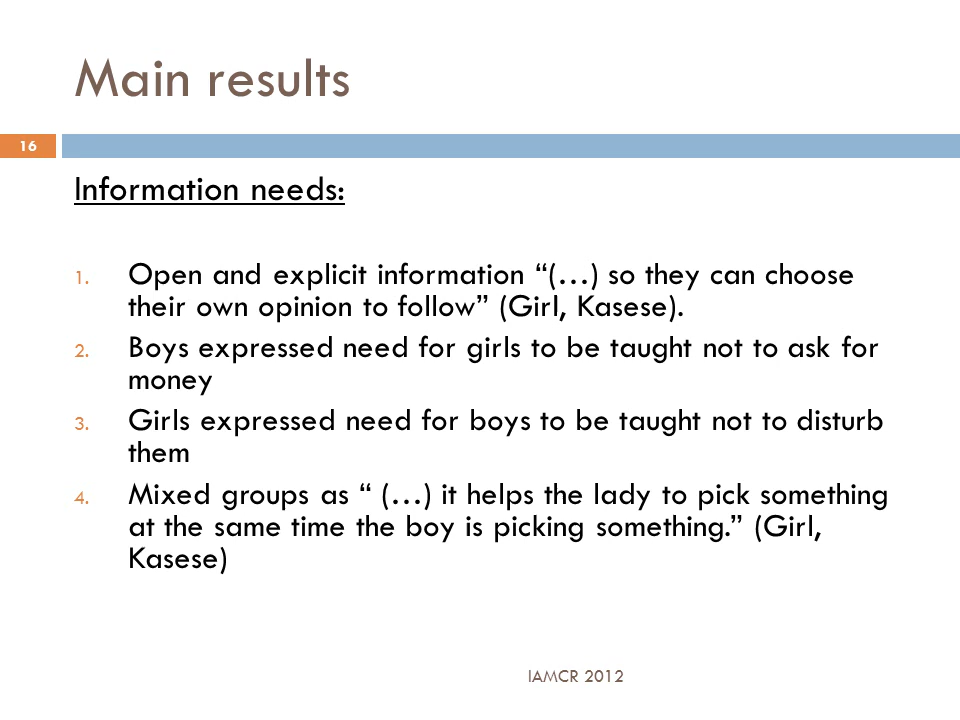 Main results
16
Information needs:
1. Open and explicit information “(…) so they can choose
their own opinion to follow” (Girl, Kasese).
2. Boys expressed need for girls to be taught not to ask for
money
3. Girls expressed need for boys to be taught not to disturb
them
4. Mixed groups as “ (…) it helps the lady to pick something
at the same time the boy is picking something.” (Girl,
Kasese)
IAMCR 2012